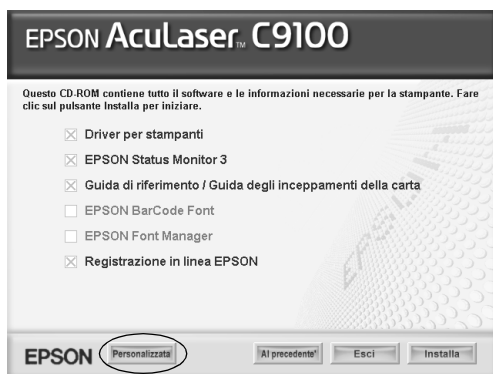 EPSON AcuLaser™ C9100
Questo CD-ROM contiene tutto il software e le informazioni necessarie per la stampante. Fare
clic sul pulsante Installa per iniziare.
Driver per stampanti
EPSON Status Monitor 3
Guida di riferimento / Guida degli inceppamenti della carta
EPSON BarCode Font
EPSON Font Manager
Registrazione in linea EPSON
EPSON
EPSON Personalizzata Al precedente' Esci Installa